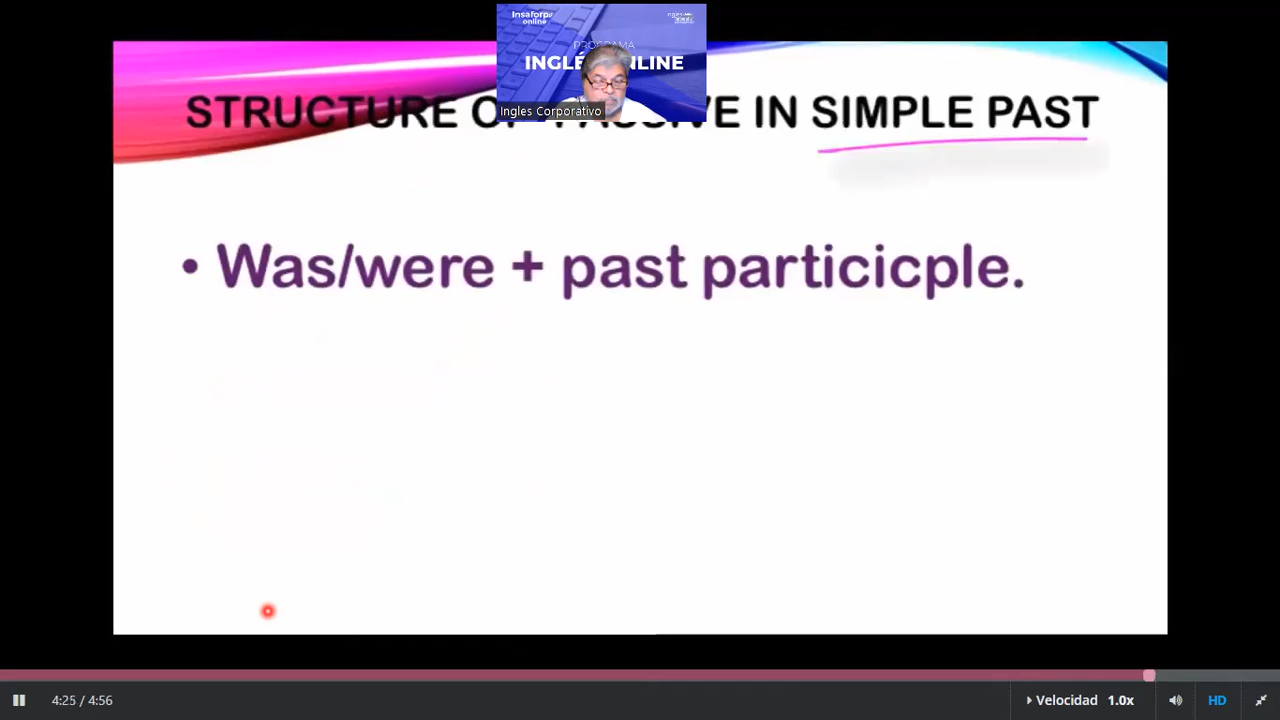 Insaforp
online
PROGRAMA
INGLÉS ONLINE
Ingles Corporativo
STRUCTURE OF PASSIVE IN SIMPLE PAST
• Was/were + past particicple.
4:25 / 4:56
Velocidad 1.0x
HD